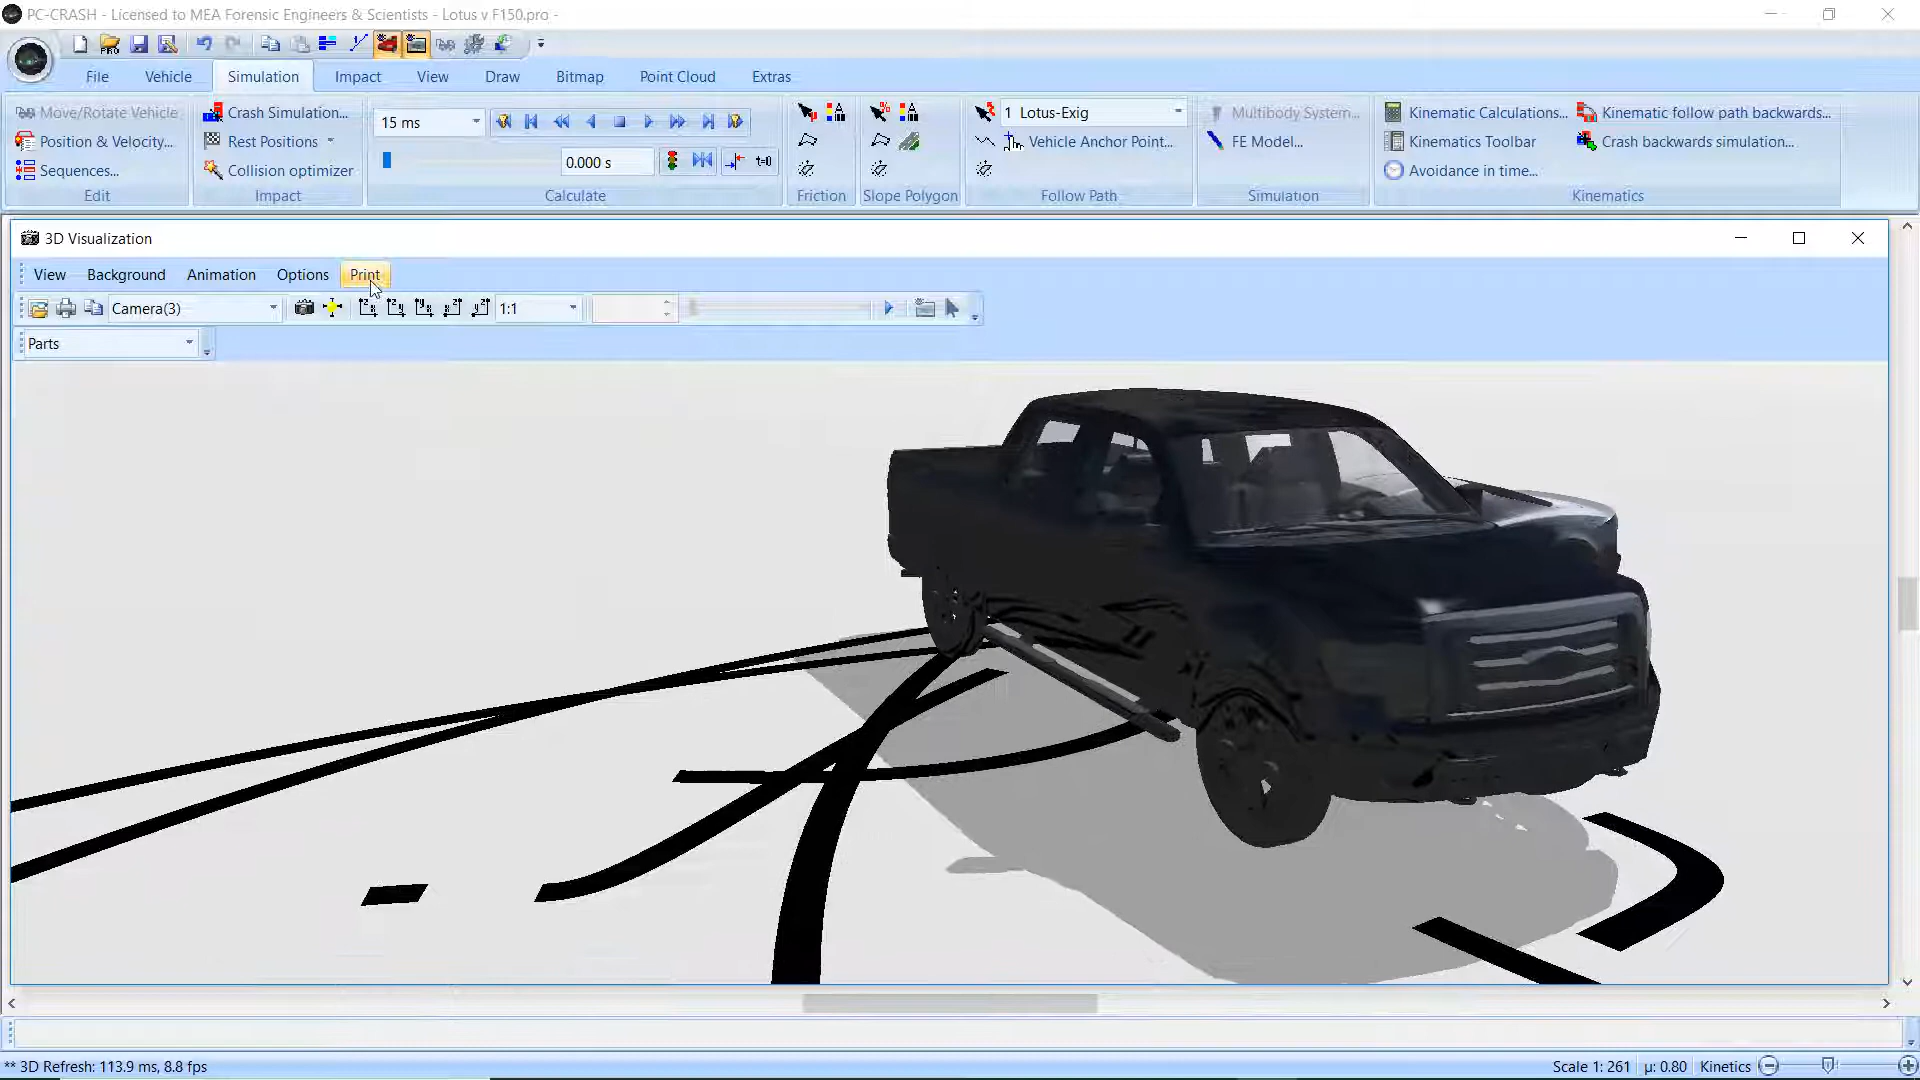 PC-CRASH - Licensed to MEA Forensic Engineers & Scientists - Lotus v F150.pro -
File Vehicle Simulation Impact View Draw Bitmap Point Cloud Extras
Move/Rotate Vehicle
Position & Velocity...
Sequences...
Edit
Crash Simulation...
Rest Positions
Collision optimizer
Impact
15 ms
0.000 s
t=0
Calculate
Friction
Slope Polygon
1 Lotus-Exig
Vehicle Anchor Point...
Follow Path
Multibody System...
FE Model...
Simulation
Kinematic Calculations...
Kinematics Toolbar
Avoidance in time...
Kinematic follow path backwards...
Crash backwards simulation...
Kinematics
3D Visualization
View Background Animation Options Print
Camera(3) 1:1
Parts
** 3D Refresh: 113.9 ms, 8.8 fps
Scale 1: 261 µ: 0.80 Kinetics